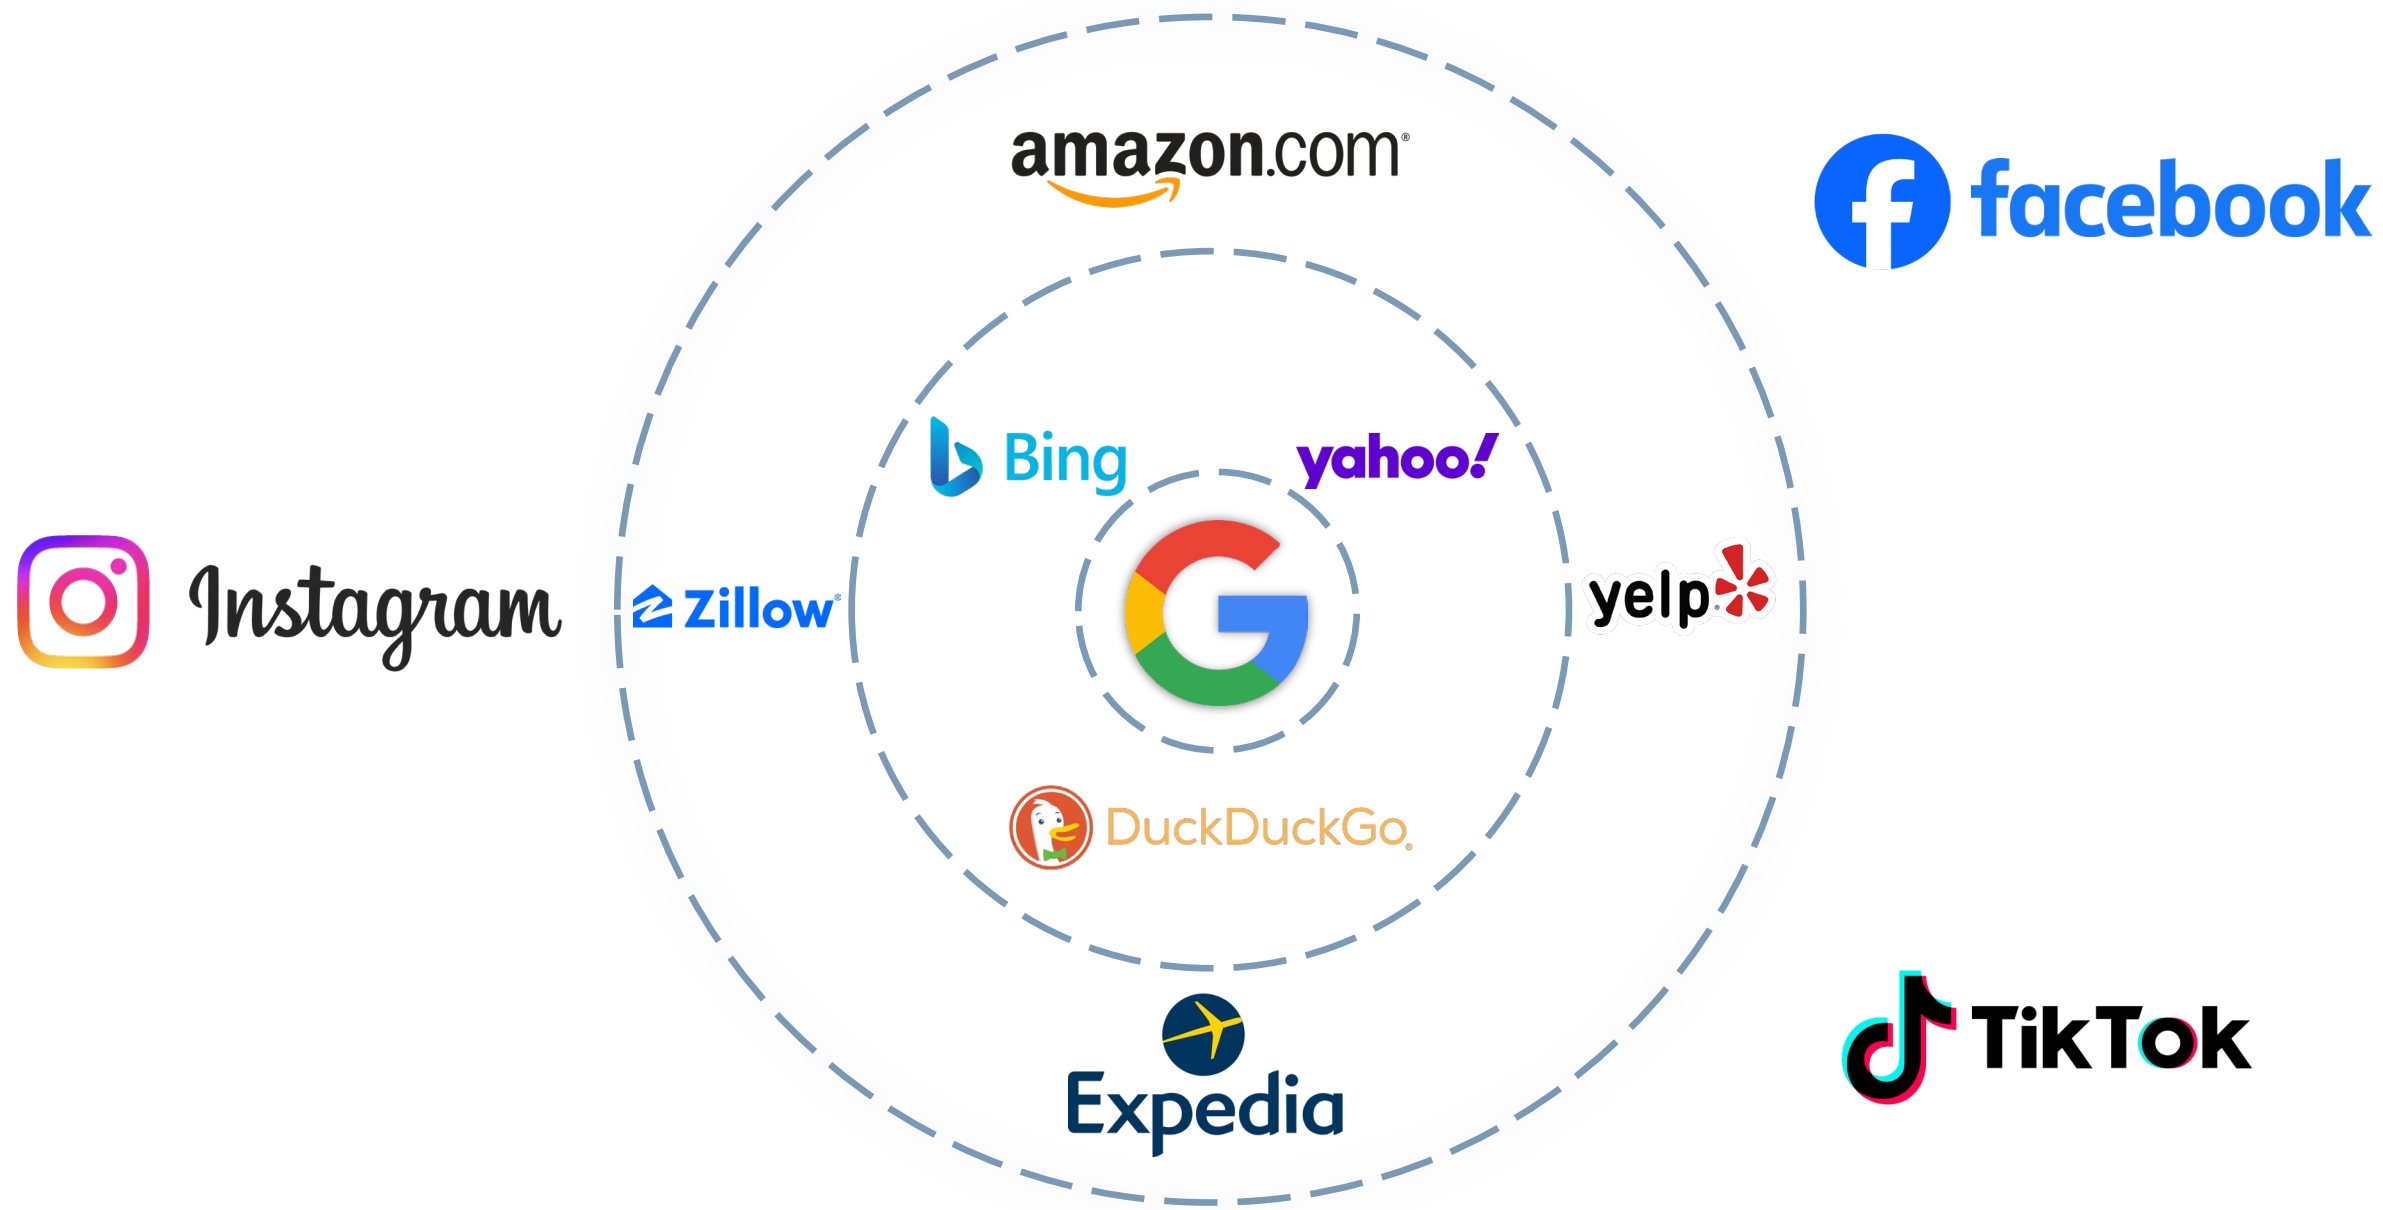 amazon.com®
facebook
Bing
yahoo!
Instagram
Zillow®
G
yelp®
DuckDuckGo®
Expedia
TikTok